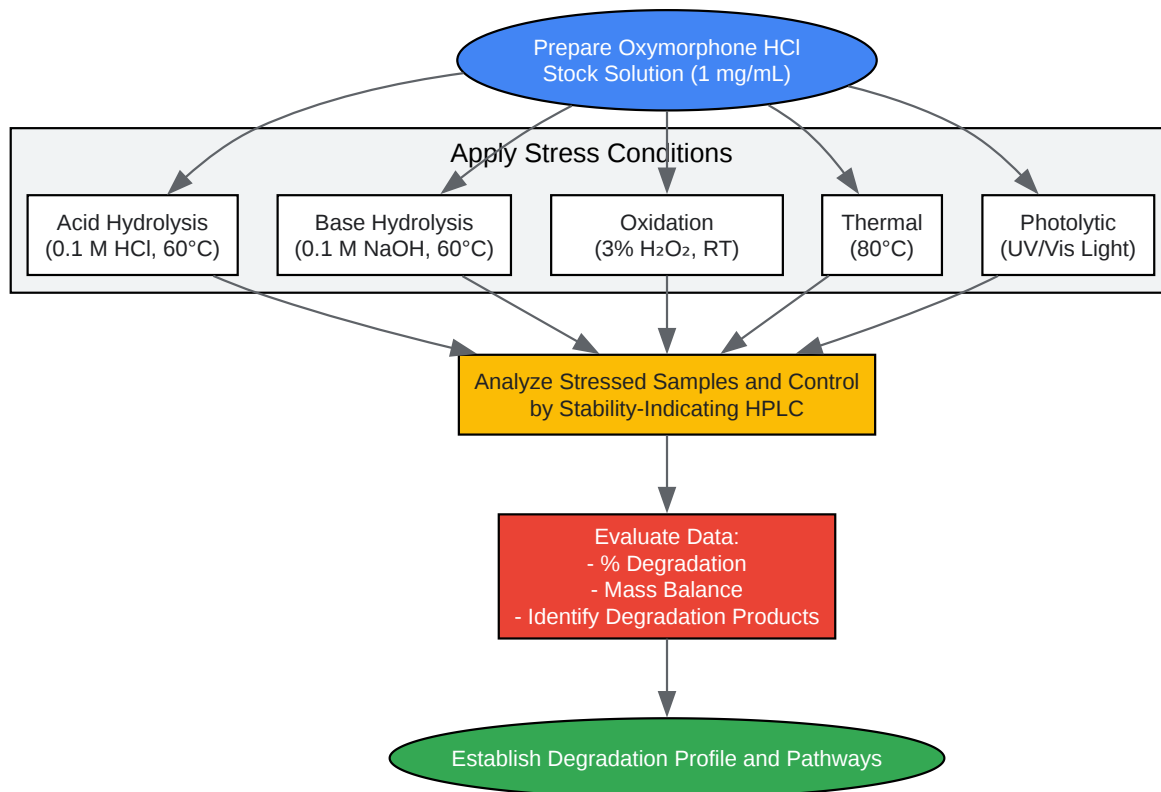 Prepare Oxymorphone HCl
Stock Solution (1 mg/mL)
Apply Stress Conditions
Acid Hydrolysis
(0.1 M HCl, 60°C)
Base Hydrolysis
(0.1 M NaOH, 60°C)
Oxidation
(3% H₂O₂, RT)
Thermal
(80°C)
Photolytic
(UV/Vis Light)
Analyze Stressed Samples and Control
by Stability-Indicating HPLC
Evaluate Data:
- % Degradation
- Mass Balance
- Identify Degradation Products
Establish Degradation Profile and Pathways